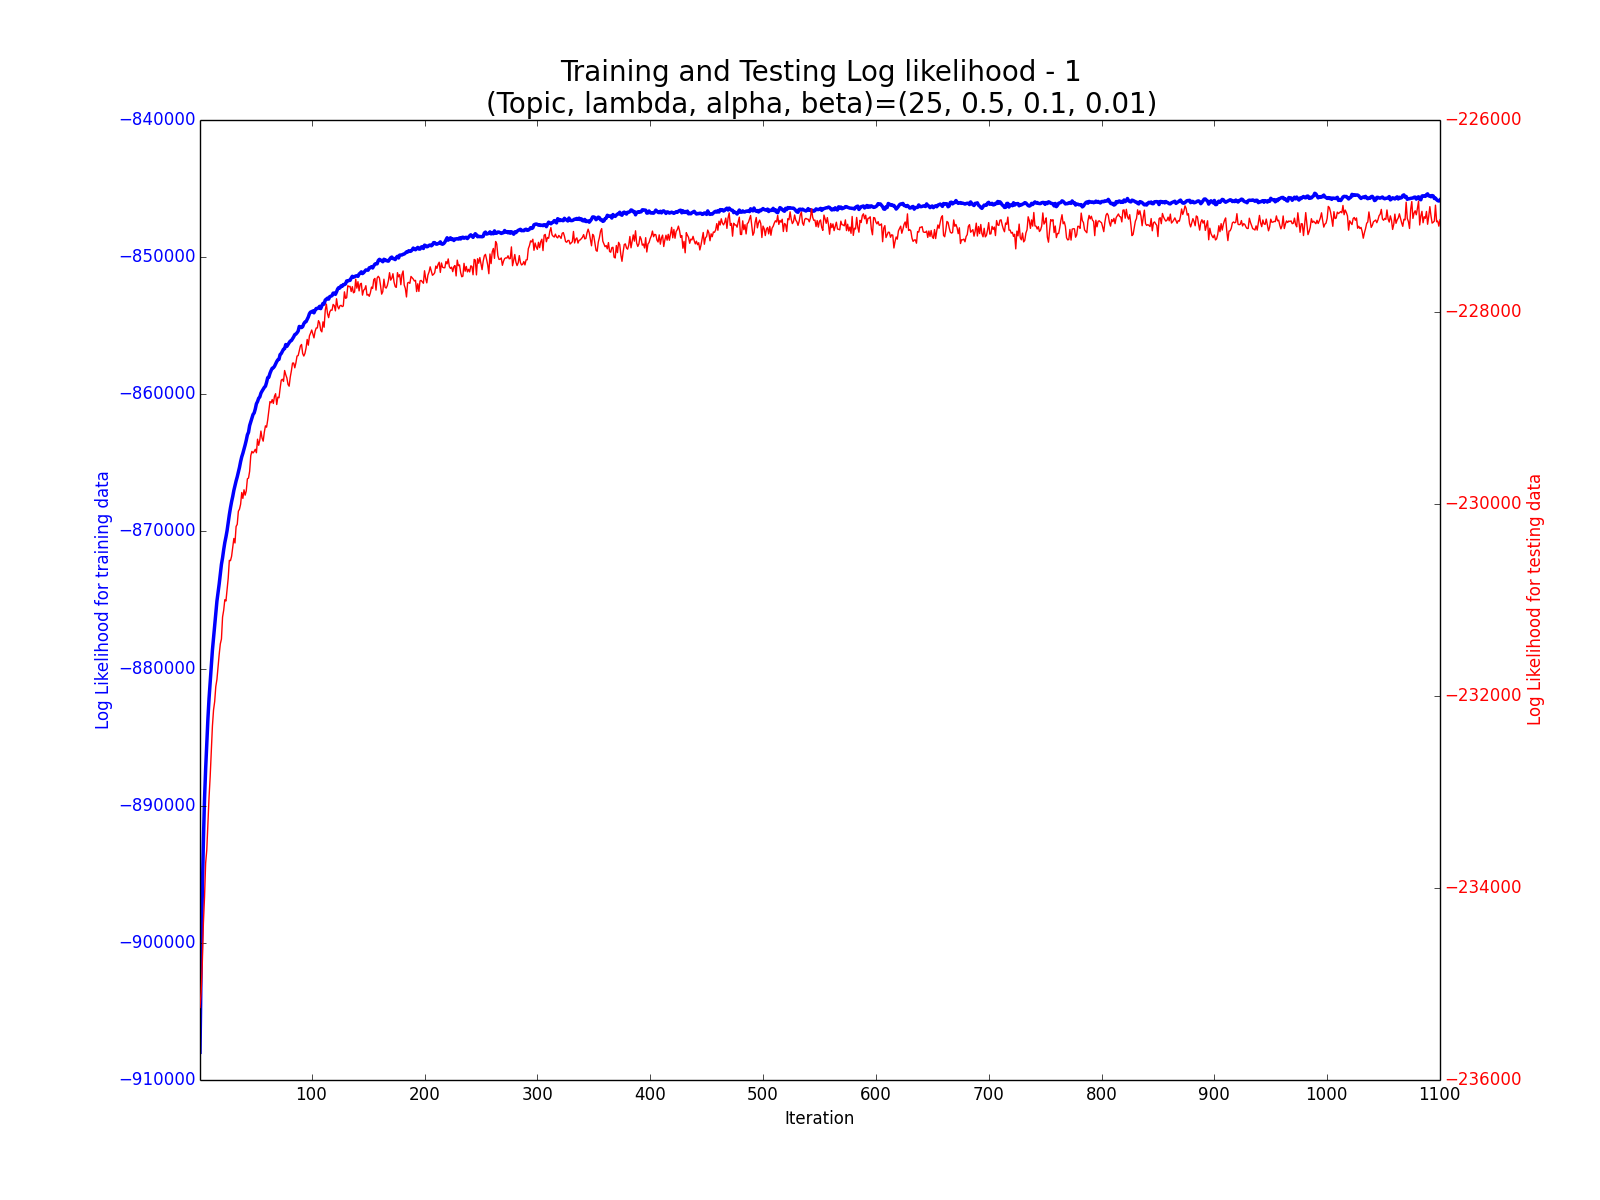 Training and Testing Log likelihood - 1
(Topic, lambda, alpha, beta)=(25, 0.5, 0.1, 0.01)
−840000
−850000
−860000
−870000
−880000
−890000
−900000
−910000
Log Likelihood for training data
−226000
−228000
−230000
−232000
−234000
−236000
Log Likelihood for testing data
100 200 300 400 500 600 700 800 900 1000 1100
Iteration